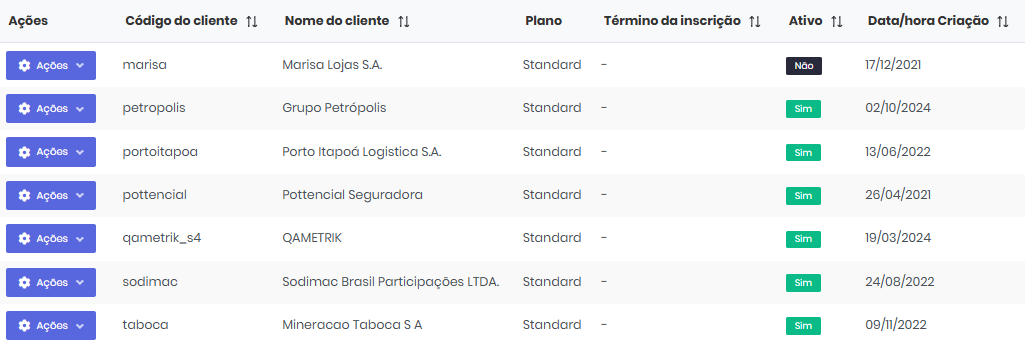 Ações Código do cliente Nome do cliente Plano Término da inscrição Ativo Data/hora Criação
Ações marisa Marisa Lojas S.A. Standard - Não 17/12/2021
Ações petropolis Grupo Petrópolis Standard - Sim 02/10/2024
Ações portoitapoa Porto Itapoá Logistica S.A. Standard - Sim 13/06/2022
Ações pottencial Pottencial Seguradora Standard - Sim 26/04/2021
Ações qametrik_s4 QAMETRIK Standard - Sim 19/03/2024
Ações sodimac Sodimac Brasil Participações LTDA. Standard - Sim 24/08/2022
Ações taboca Mineracao Taboca S A Standard - Sim 09/11/2022